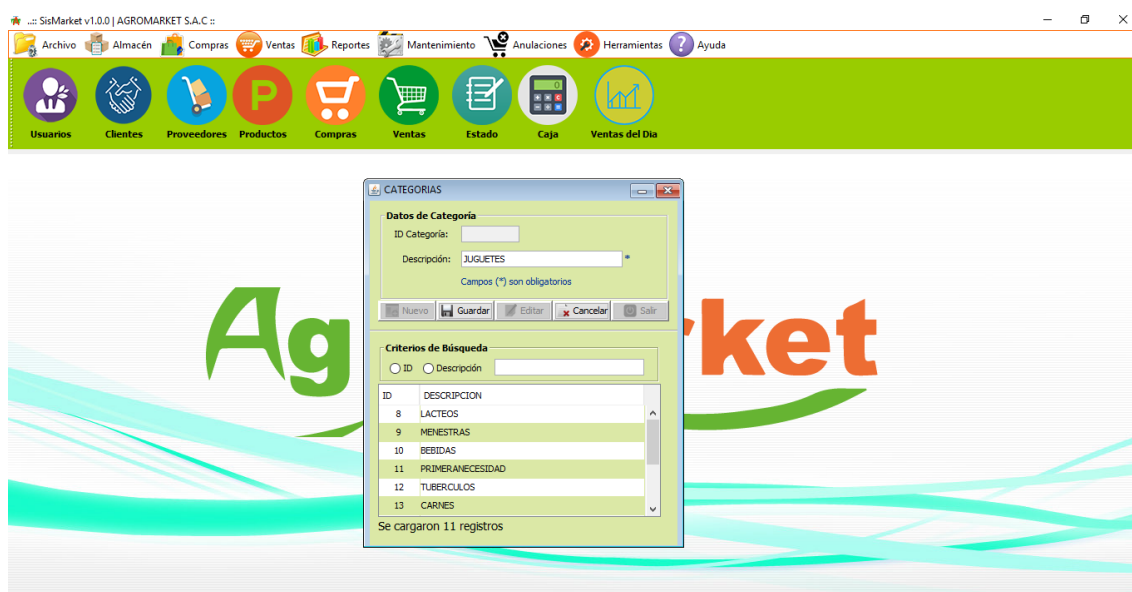 ..:: SisMarket v1.0.0 | AGROMARKET S.A.C ::
Archivo Almacén Compras Ventas Reportes Mantenimiento Anulaciones Herramientas Ayuda
P
Usuarios Clientes Proveedores Productos Compras Ventas Estado Caja Ventas del Dia
CATEGORIAS
Datos de Categoría
ID Categoría:
Descripción: JUGUETES *
Campos (*) son obligatorios
Nuevo Guardar Editar Cancelar Salir
Ag rket
Criterios de Búsqueda
ID Descripción
ID DESCRIPCION
8 LACTEOS
9 MENESTRAS
10 BEBIDAS
11 PRIMERANECESIDAD
12 TUBERCULOS
13 CARNES
Se cargaron 11 registros